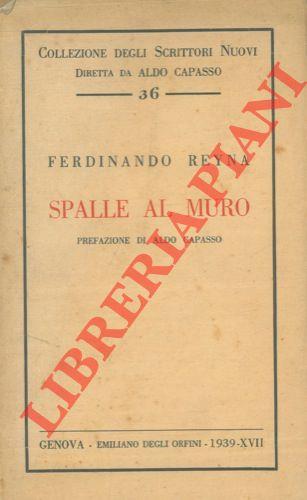 COLLEZIONE DEGLI SCRITTORI NUOVI
DIRETTA DA ALDO CAPASSO
36
FERDINANDO REYNA
SPALLE AL MURO
PREFAZIONE DI ALDO CAPASSO
LIBRERIA PIANI
GENOVA - EMILIANO DEGLI ORFINI - 1939-XVII